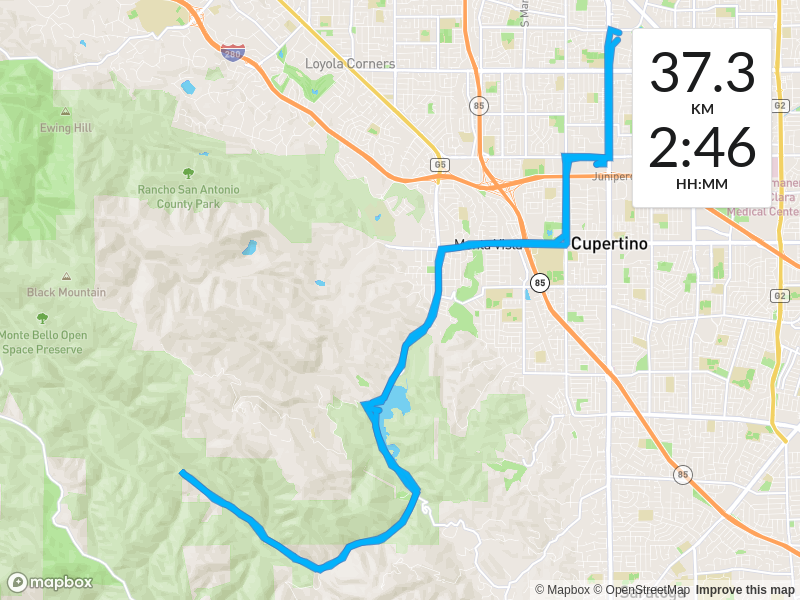 280
Loyola Corners
S Mar
37.3
KM
2:46
HH:MM
85
G2
Ewing Hill
G5
Rancho San Antonio
County Park
Junipero
Clara
Medical Center
Monta Vista
Cupertino
85
Black Mountain
G2
Monte Bello Open
Space Preserve
85
mapbox
© Mapbox © OpenStreetMap Improve this map